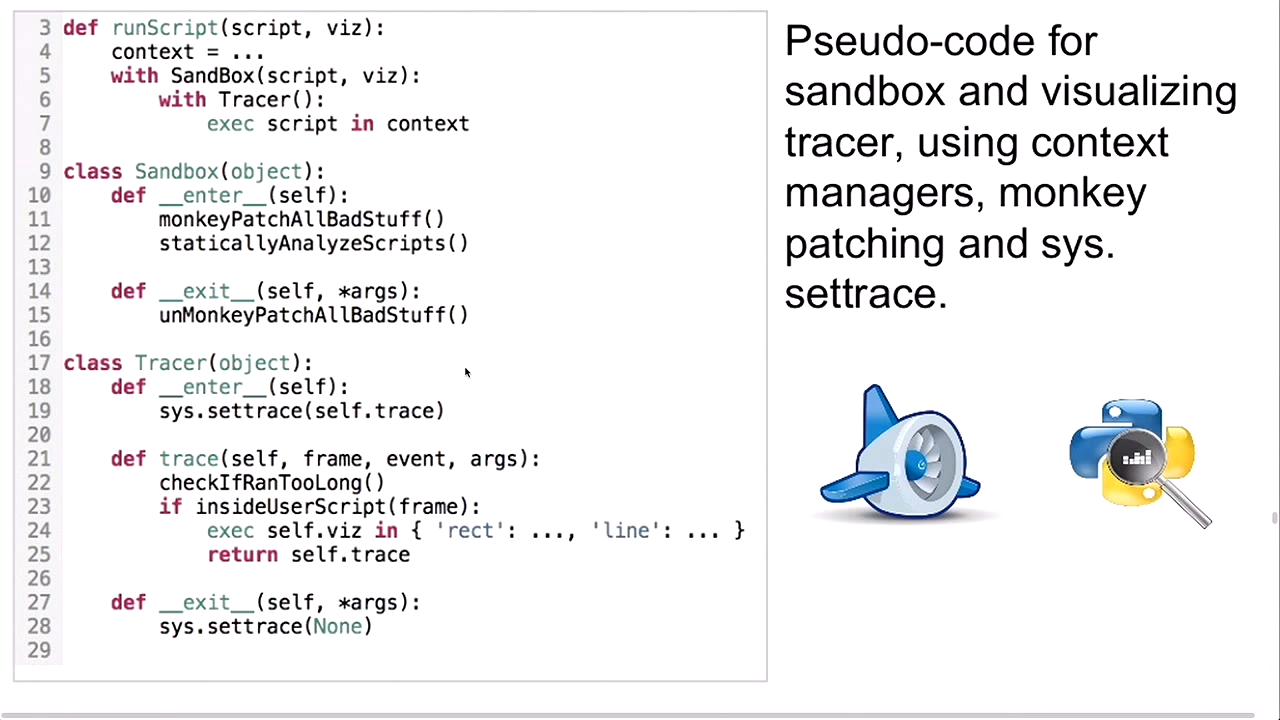 3 def runScript(script, viz):
4     context = ...
5     with SandBox(script, viz):
6         with Tracer():
7             exec script in context
8
9 class Sandbox(object):
10     def __enter__(self):
11         monkeyPatchAllBadStuff()
12         staticallyAnalyzeScripts()
13
14     def __exit__(self, *args):
15         unMonkeyPatchAllBadStuff()
16
17 class Tracer(object):
18     def __enter__(self):
19         sys.settrace(self.trace)
20
21     def trace(self, frame, event, args):
22         checkIfRanTooLong()
23         if insideUserScript(frame):
24             exec self.viz in { 'rect': ..., 'line': ... }
25             return self.trace
26
27     def __exit__(self, *args):
28         sys.settrace(None)
29
Pseudo-code for
sandbox and visualizing
tracer, using context
managers, monkey
patching and sys.
settrace.